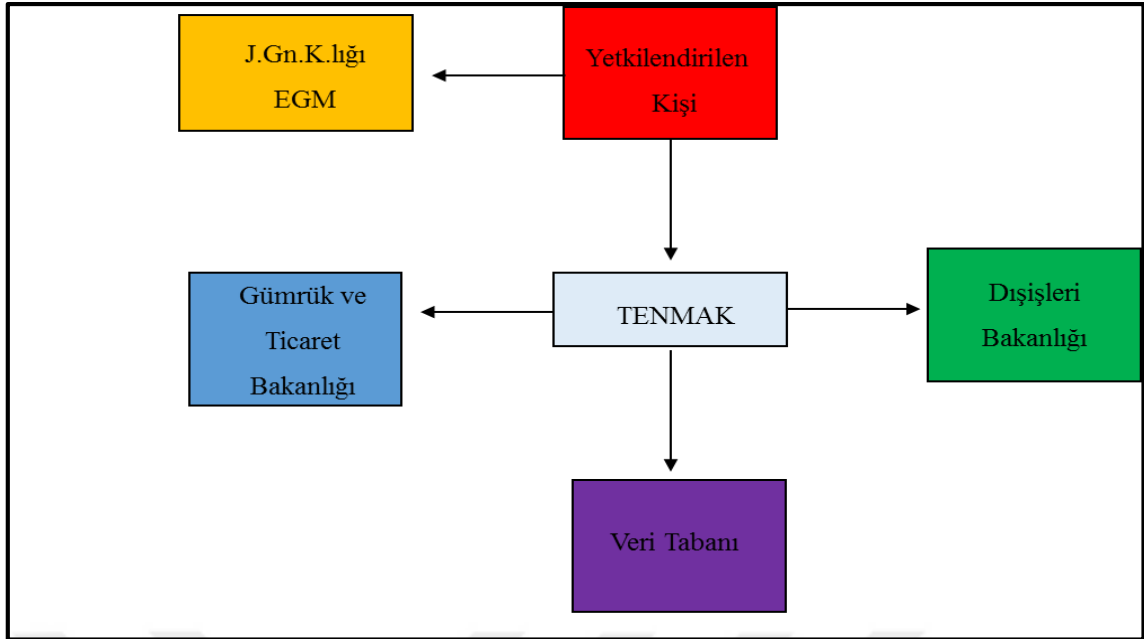 J.Gn.K.lığı
EGM
Yetkilendirilen
Kişi
Gümrük ve
Ticaret
Bakanlığı
TENMAK
Dışişleri
Bakanlığı
Veri Tabanı